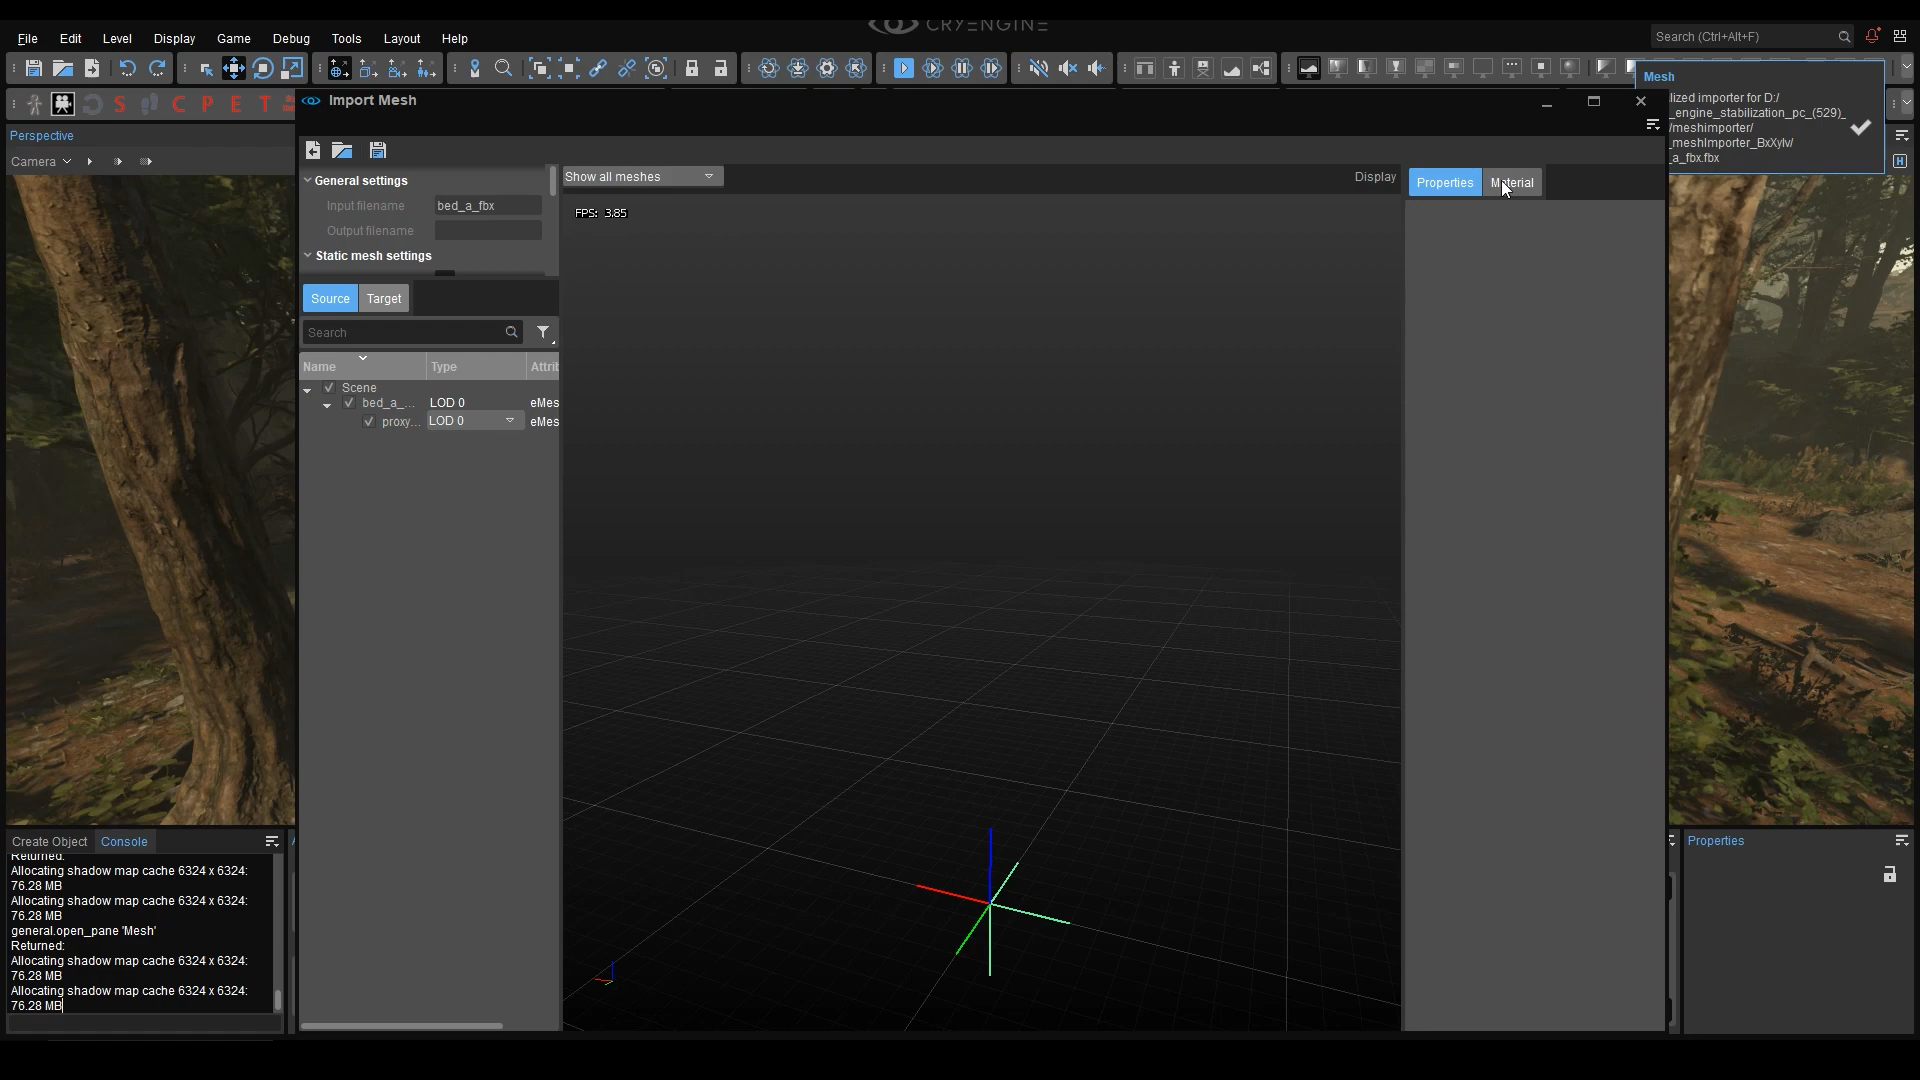 CRYENGINE
File Edit Level Display Game Debug Tools Layout Help
Search (Ctrl+Alt+F)
S C P E T
Import Mesh
Mesh
lized importer for D:/
_engine_stabilization_pc_(529)_
/meshimporter/
_meshImporter_BxXylv/
_a_fbx.fbx
Perspective
Camera
H
General settings
Input filename bed_a_fbx
Output filename
Static mesh settings
Show all meshes
Display
Properties Material
FPS: 3.85
Source Target
Search
Name Type Attrib
Scene
bed_a_... LOD 0 eMes
proxy... LOD 0 eMes
Create Object Console
Returned:
Allocating shadow map cache 6324 x 6324:
76.28 MB
Allocating shadow map cache 6324 x 6324:
76.28 MB
general.open_pane 'Mesh'
Returned:
Allocating shadow map cache 6324 x 6324:
76.28 MB
Allocating shadow map cache 6324 x 6324:
76.28 MB
Properties